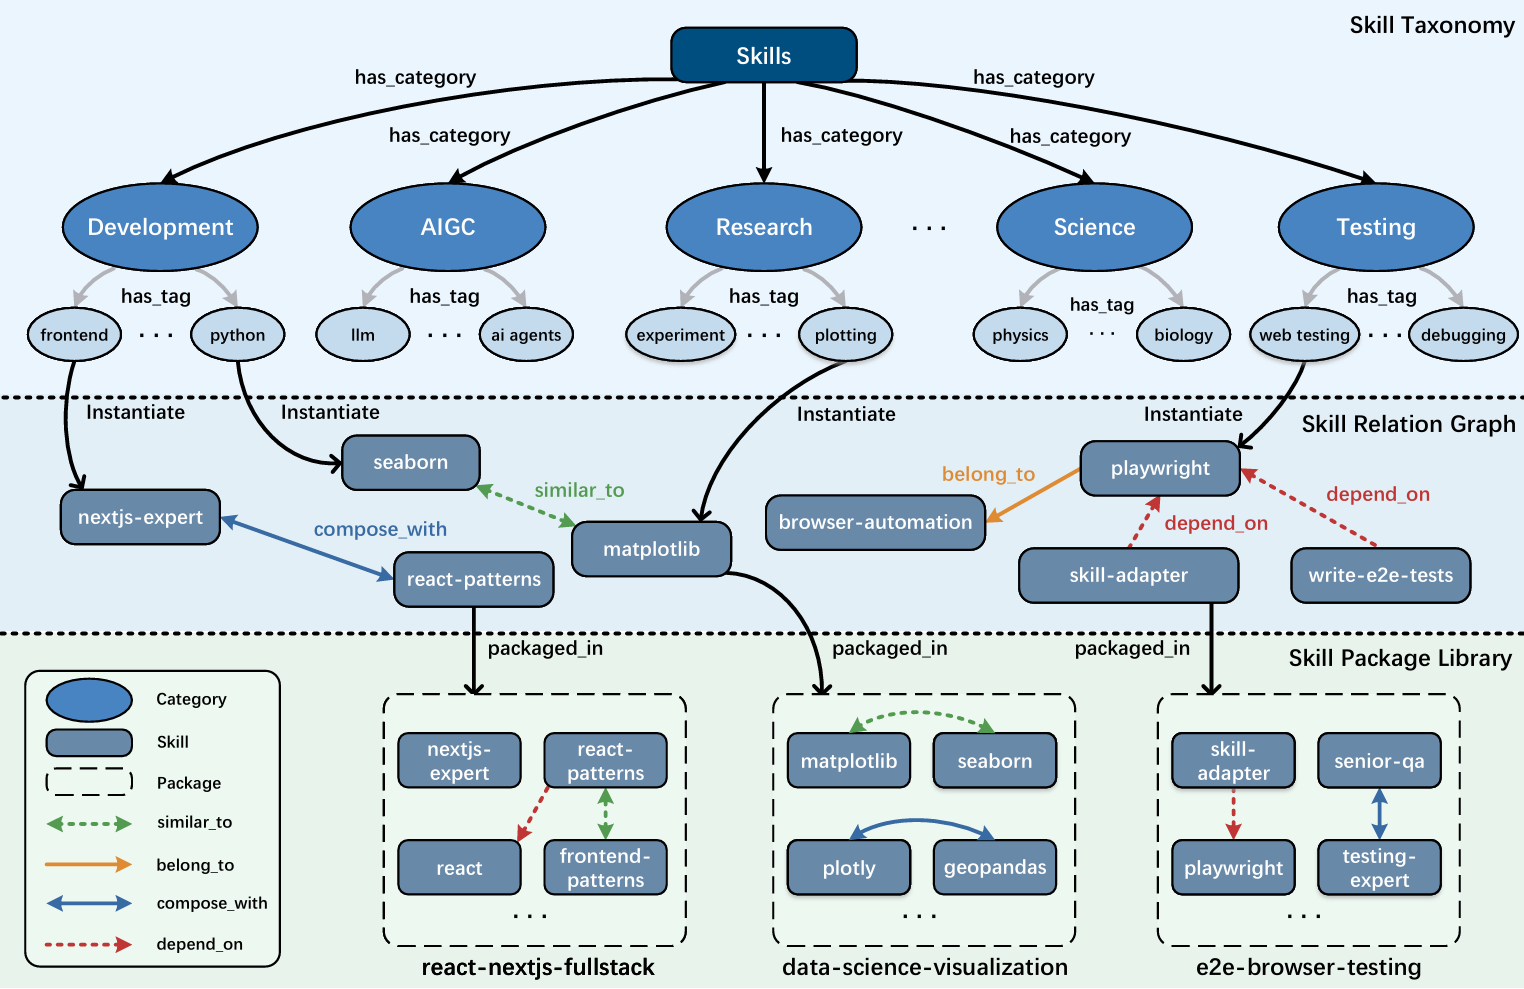 Skill Taxonomy
Skills
has_category
has_category
has_category
has_category
has_category
Development
AIGC
Research
. . .
Science
Testing
has_tag
has_tag
has_tag
has_tag
has_tag
frontend
. . .
python
llm
. . .
ai agents
experiment
. . .
plotting
physics
. . .
biology
web testing
. . .
debugging
Instantiate
Instantiate
Instantiate
Instantiate
Skill Relation Graph
seaborn
playwright
belong_to
similar_to
depend_on
nextjs-expert
compose_with
browser-automation
depend_on
matplotlib
react-patterns
skill-adapter
write-e2e-tests
packaged_in
packaged_in
packaged_in
Skill Package Library
Category
Skill
Package
similar_to
belong_to
compose_with
depend_on
nextjs-
expert
react-
patterns
react
frontend-
patterns
. . .
react-nextjs-fullstack
matplotlib
seaborn
plotly
geopandas
. . .
data-science-visualization
skill-
adapter
senior-qa
playwright
testing-
expert
. . .
e2e-browser-testing